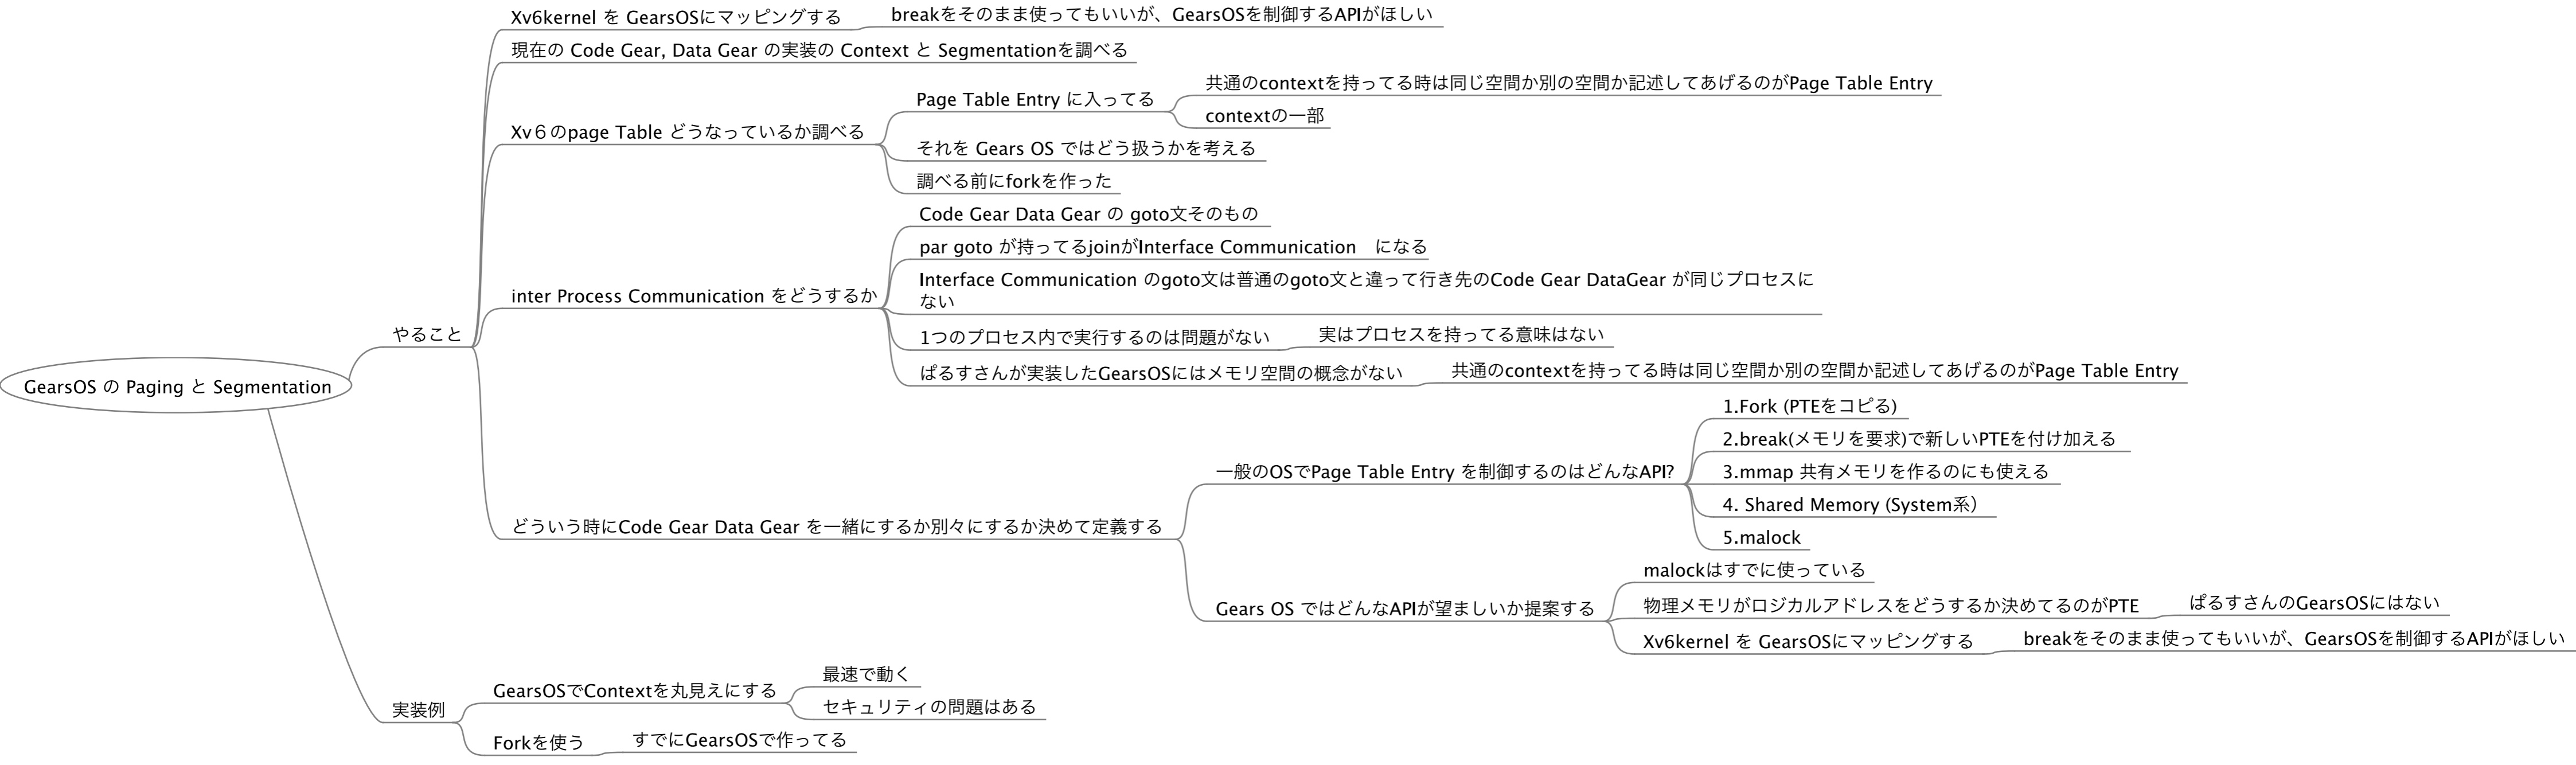 Xv6kernel を GearsOSにマッピングする
breakをそのまま使ってもいいが、GearsOSを制御するAPIがほしい
現在の Code Gear, Data Gear の実装の Context と Segmentationを調べる
Xv６のpage Table どうなっているか調べる
Page Table Entry に入ってる
共通のcontextを持ってる時は同じ空間か別の空間か記述してあげるのがPage Table Entry
contextの一部
それを Gears OS ではどう扱うかを考える
調べる前にforkを作った
inter Process Communication をどうするか
Code Gear Data Gear の goto文そのもの
par goto が持ってるjoinがInterface Communication　になる
Interface Communication のgoto文は普通のgoto文と違って行き先のCode Gear DataGear が同じプロセスに
ない
1つのプロセス内で実行するのは問題がない
実はプロセスを持ってる意味はない
ぱるすさんが実装したGearsOSにはメモリ空間の概念がない
共通のcontextを持ってる時は同じ空間か別の空間か記述してあげるのがPage Table Entry
やること
GearsOS の Paging と Segmentation
どういう時にCode Gear Data Gear を一緒にするか別々にするか決めて定義する
一般のOSでPage Table Entry を制御するのはどんなAPI?
1.Fork (PTEをコピる)
2.break(メモリを要求)で新しいPTEを付け加える
3.mmap 共有メモリを作るのにも使える
4. Shared Memory (System系）
5.malock
Gears OS ではどんなAPIが望ましいか提案する
malockはすでに使っている
物理メモリがロジカルアドレスをどうするか決めてるのがPTE
ぱるすさんのGearsOSにはない
Xv6kernel を GearsOSにマッピングする
breakをそのまま使ってもいいが、GearsOSを制御するAPIがほしい
実装例
GearsOSでContextを丸見えにする
最速で動く
セキュリティの問題はある
Forkを使う
すでにGearsOSで作ってる